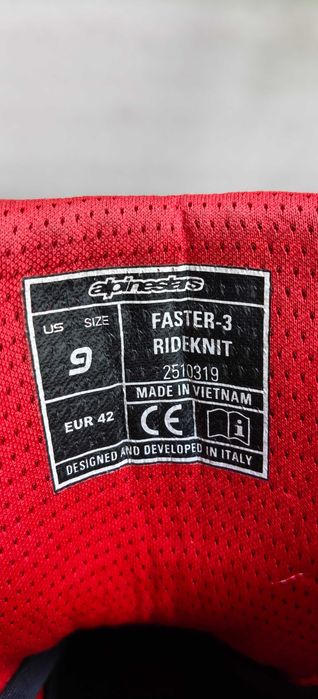 alpinestars
US SIZE
9
EUR 42
FASTER-3
RIDEKNIT
2510319
MADE IN VIETNAM
CE
DESIGNED AND DEVELOPED IN ITALY